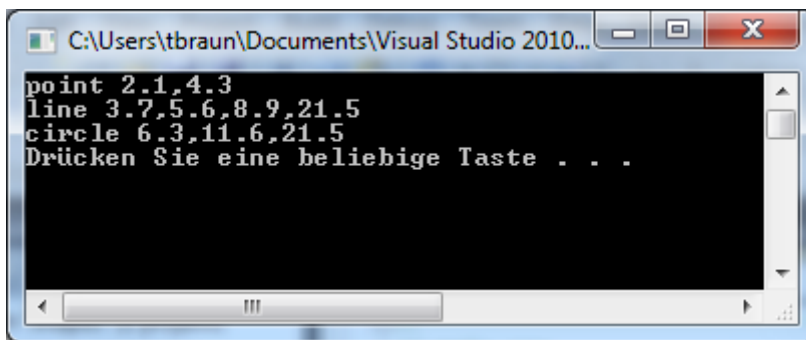 C:\Users\tbraun\Documents\Visual Studio 2010...
point 2.1,4.3
line 3.7,5.6,8.9,21.5
circle 6.3,11.6,21.5
Drücken Sie eine beliebige Taste . . .